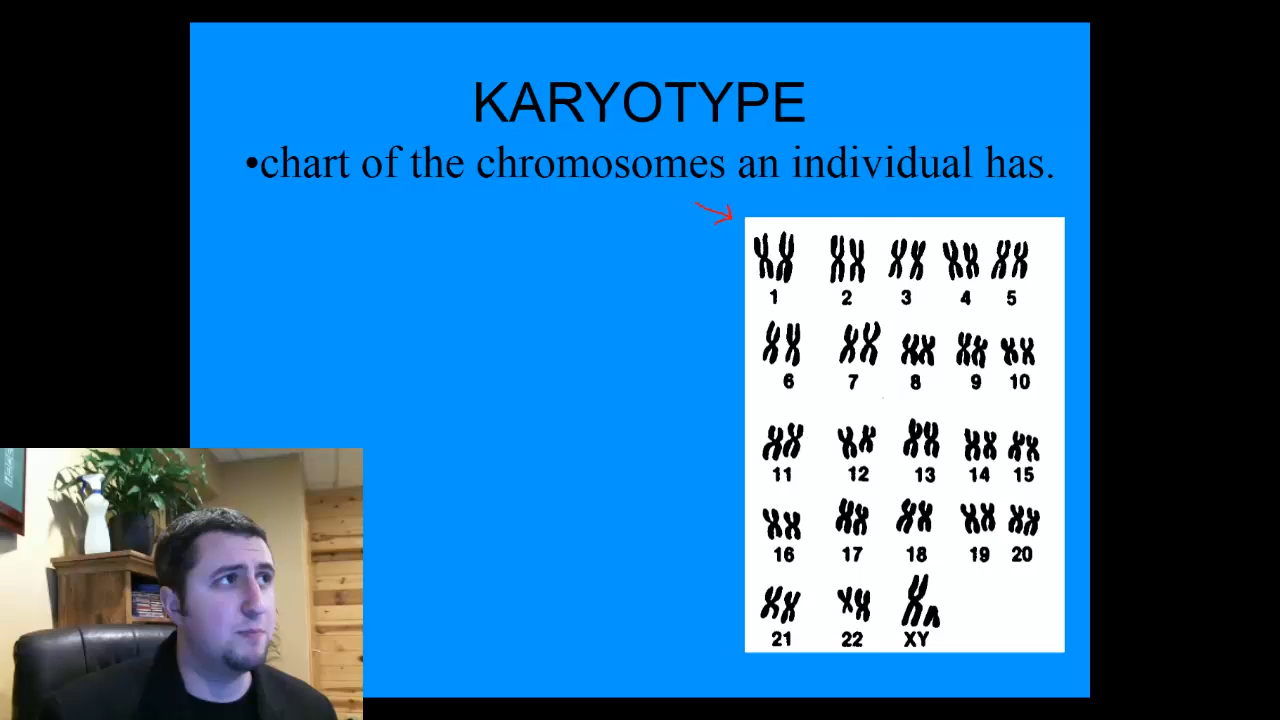 KARYOTYPE
•chart of the chromosomes an individual has.
1 2 3 4 5
6 7 8 9 10
11 12 13 14 15
16 17 18 19 20
21 22 XY